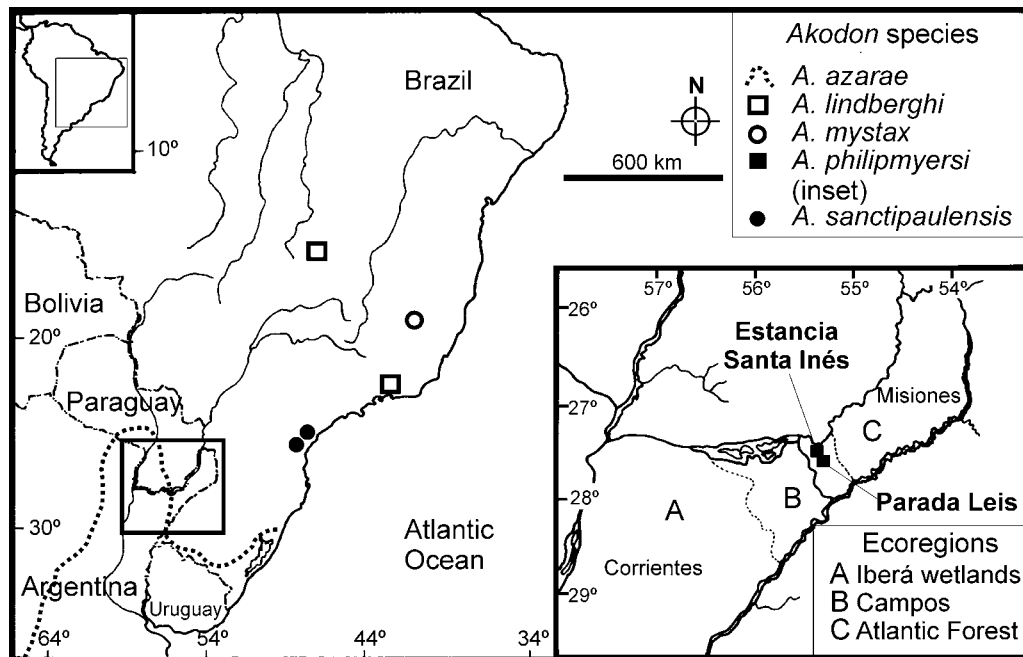 Brazil
10º
Bolivia
20º
Paraguay
30º
Argentina
Uruguay
Atlantic
Ocean
64º
54º
44º
34º
N
600 km
Akodon species
A. azarae
A. lindberghi
A. mystax
A. philipmyersi
(inset)
A. sanctipaulensis
57º
56º
55º
54º
26º
27º
28º
29º
Estancia
Santa Inés
Misiones
C
A
B
Parada Leis
Corrientes
Ecoregions
A Iberá wetlands
B Campos
C Atlantic Forest